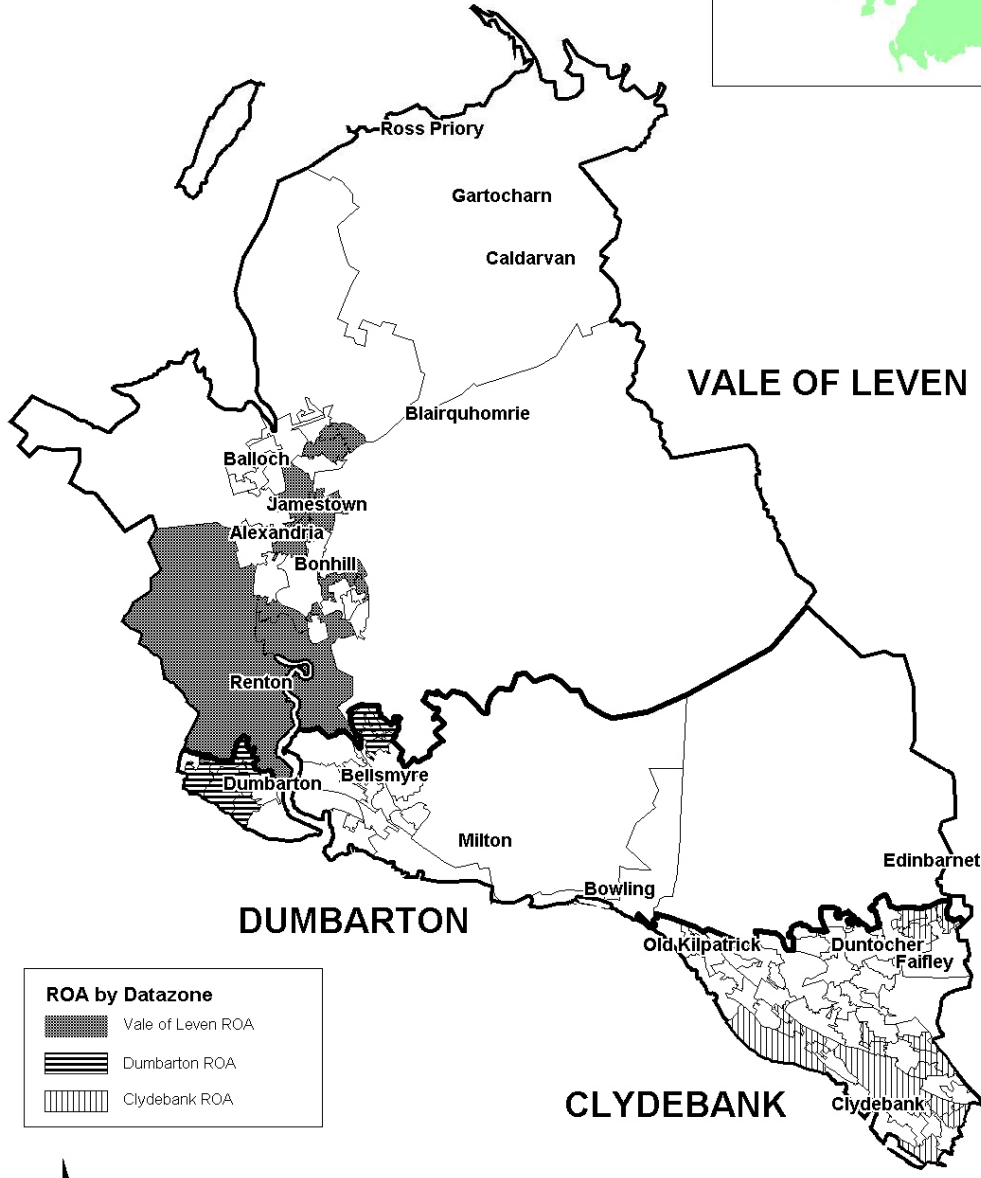 Ross Priory
Gartocharn
Caldarvan
VALE OF LEVEN
Blairquhomrie
Balloch
Jamestown
Alexandria
Bonhill
Renton
Bellsmyre
Dumbarton
Milton
Edinbarnet
Bowling
DUMBARTON
Old Kilpatrick
Duntocher
Faifley
ROA by Datazone
Vale of Leven ROA
Dumbarton ROA
Clydebank ROA
CLYDEBANK
Clydebank